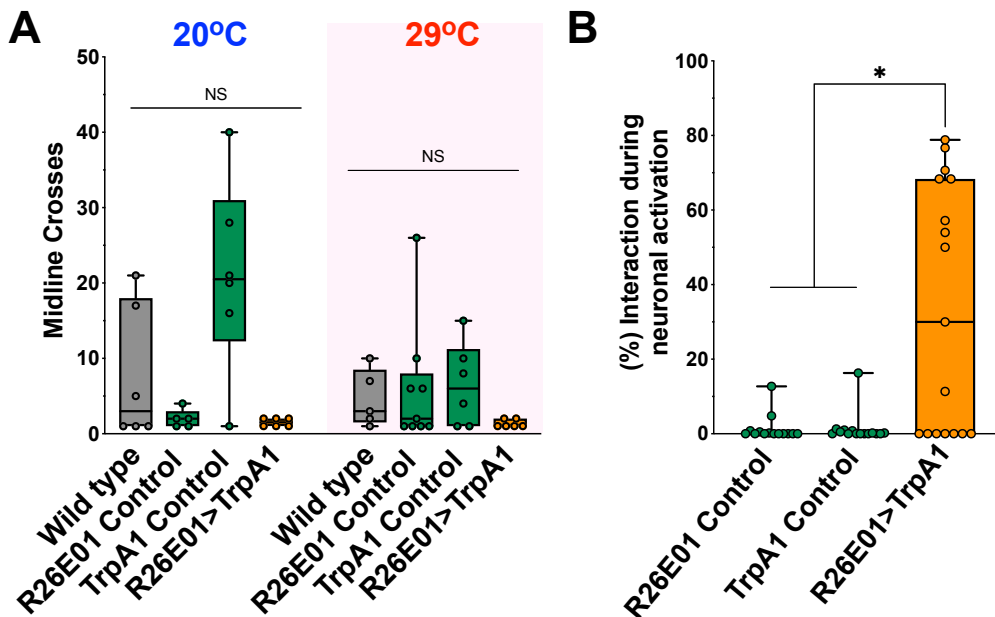 A
20ºC
29ºC
50
40
30
20
10
0
Midline Crosses
NS
NS
Wild type
R26E01 Control
TrpA1 Control
R26E01>TrpA1
Wild type
R26E01 Control
TrpA1 Control
R26E01>TrpA1
B
100
80
60
40
20
0
(%) Interaction during
neuronal activation
*
R26E01 Control
TrpA1 Control
R26E01>TrpA1